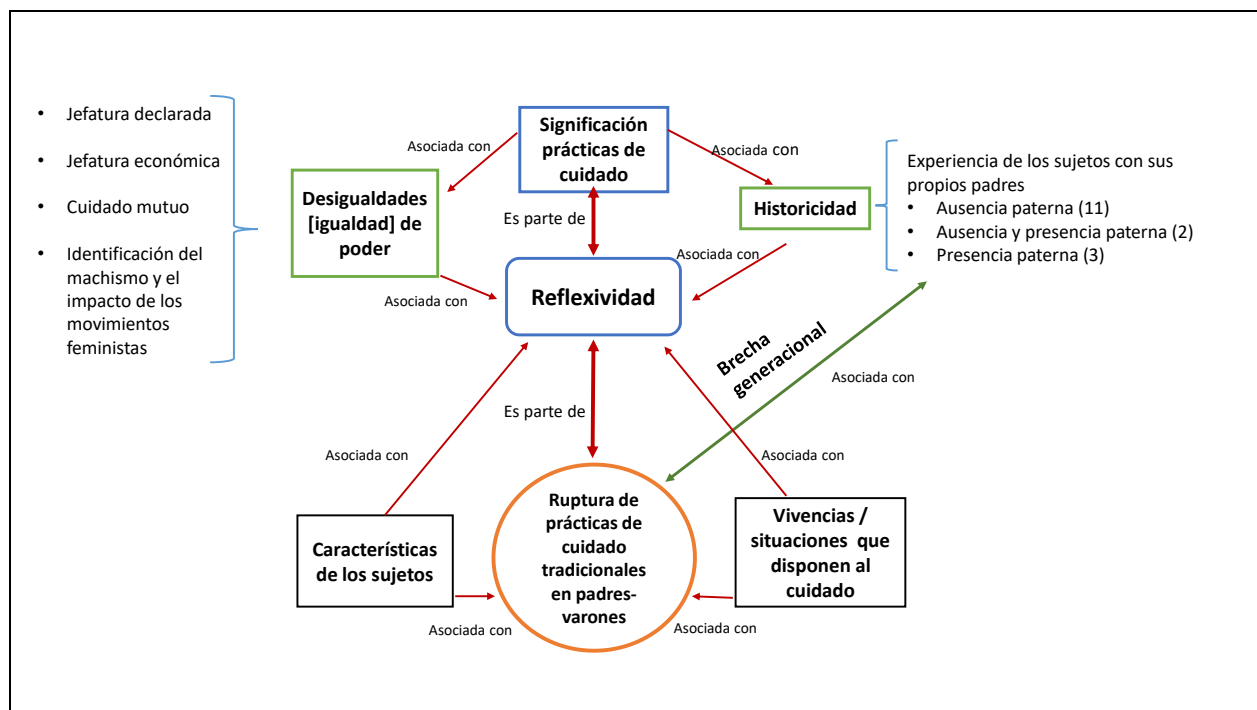 • Jefatura declarada
• Jefatura económica
• Cuidado mutuo
• Identificación del
machismo y el
impacto de los
movimientos
feministas
Asociada con
Significación
prácticas de
cuidado
Asociada con
Desigualdades
[igualdad] de
poder
Es parte de
Historicidad
Experiencia de los sujetos con sus
propios padres
• Ausencia paterna (11)
• Ausencia y presencia paterna (2)
• Presencia paterna (3)
Asociada con
Reflexividad
Asociada con
Brecha
generacional
Asociada con
Es parte de
Asociada con
Asociada con
Características
de los sujetos
Ruptura de
prácticas de
cuidado
tradicionales
en padres-
varones
Vivencias /
situaciones que
disponen al
cuidado
Asociada con
Asociada con